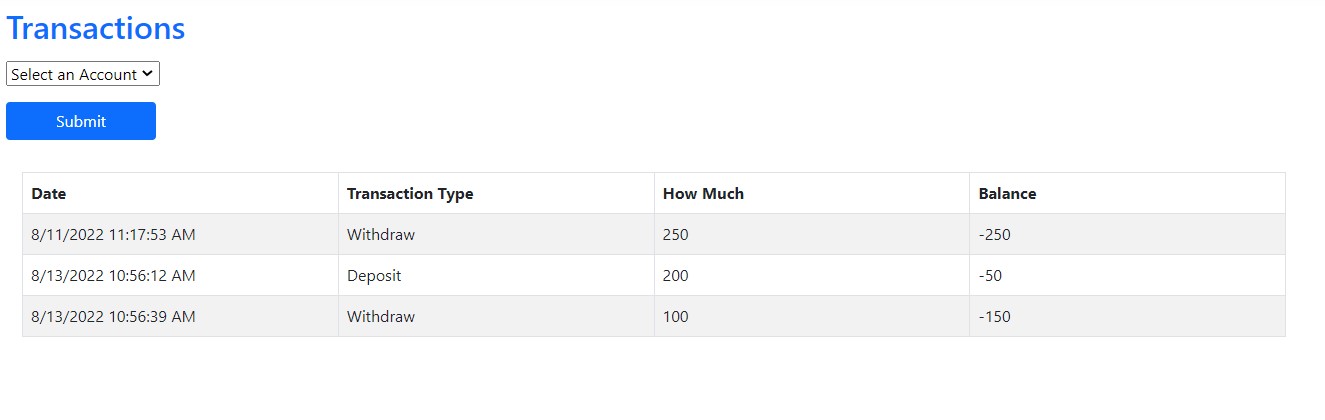 Transactions
Select an Account
Submit
Date Transaction Type How Much Balance
8/11/2022 11:17:53 AM Withdraw 250 -250
8/13/2022 10:56:12 AM Deposit 200 -50
8/13/2022 10:56:39 AM Withdraw 100 -150